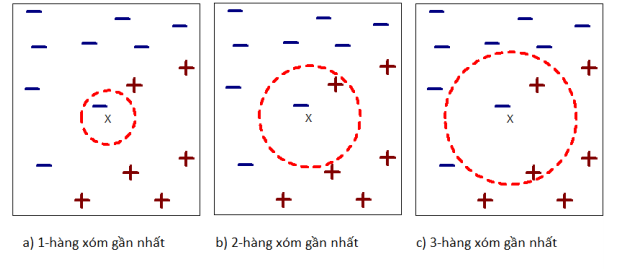 X
X
X
a) 1-hàng xóm gần nhất
b) 2-hàng xóm gần nhất
c) 3-hàng xóm gần nhất